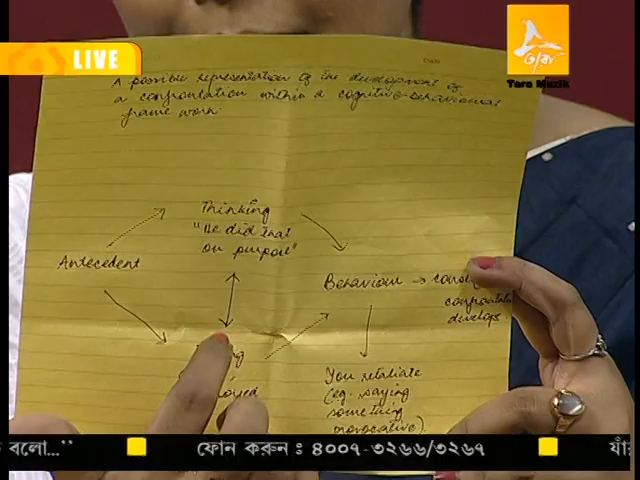 LIVE
Tara Muzik
A possible representation of the development of
a confrontation within a cognitive-behavioural
frame work.
Thinking
"He did that
on purpose"
Antecedent
Behaviour →
confrontation
develops.
You retaliate
(eg. saying
something
provocative).
বলো..."
ফোন করুন : ৪০০৭-৩২৬৬/৩২৬৭